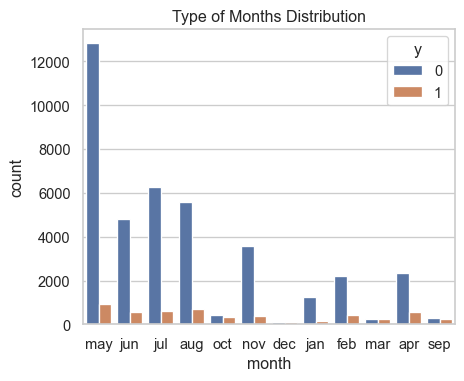 Type of Months Distribution
y
0
1
12000
10000
8000
6000
4000
2000
0
count
may jun jul aug oct nov dec jan feb mar apr sep
month